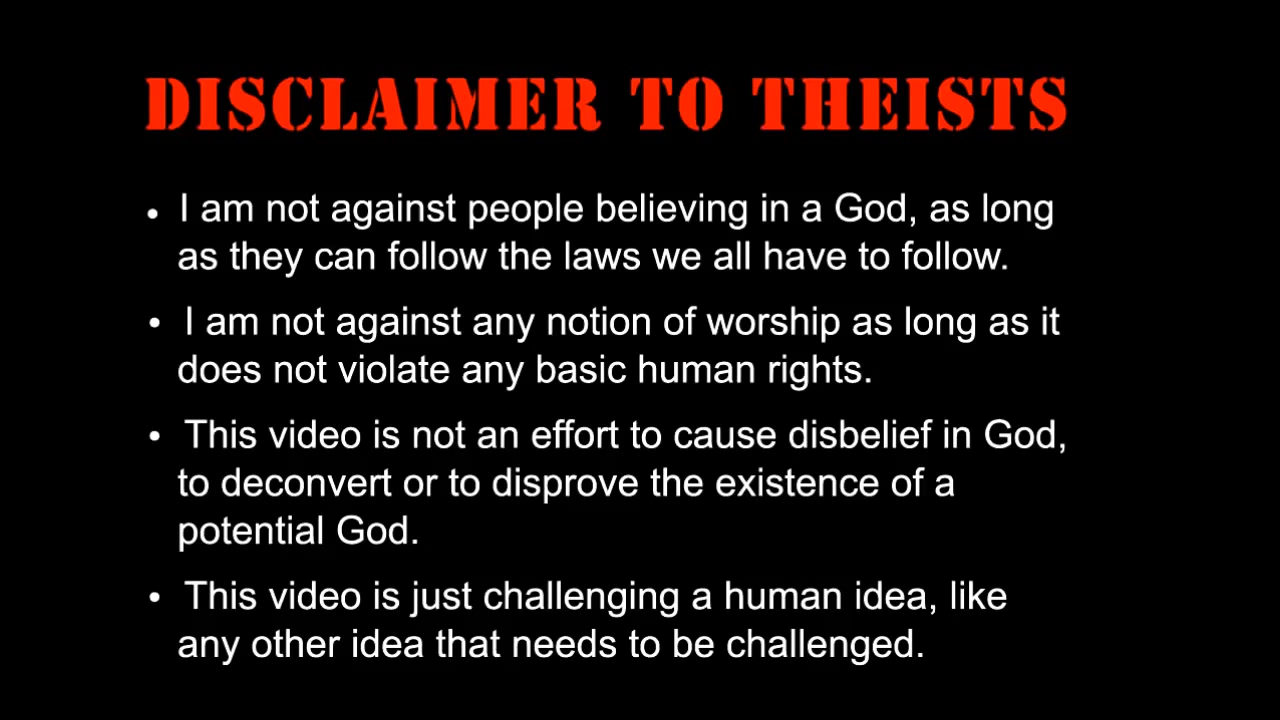 DISCLAIMER TO THEISTS
• I am not against people believing in a God, as long
as they can follow the laws we all have to follow.
• I am not against any notion of worship as long as it
does not violate any basic human rights.
• This video is not an effort to cause disbelief in God,
to deconvert or to disprove the existence of a
potential God.
• This video is just challenging a human idea, like
any other idea that needs to be challenged.